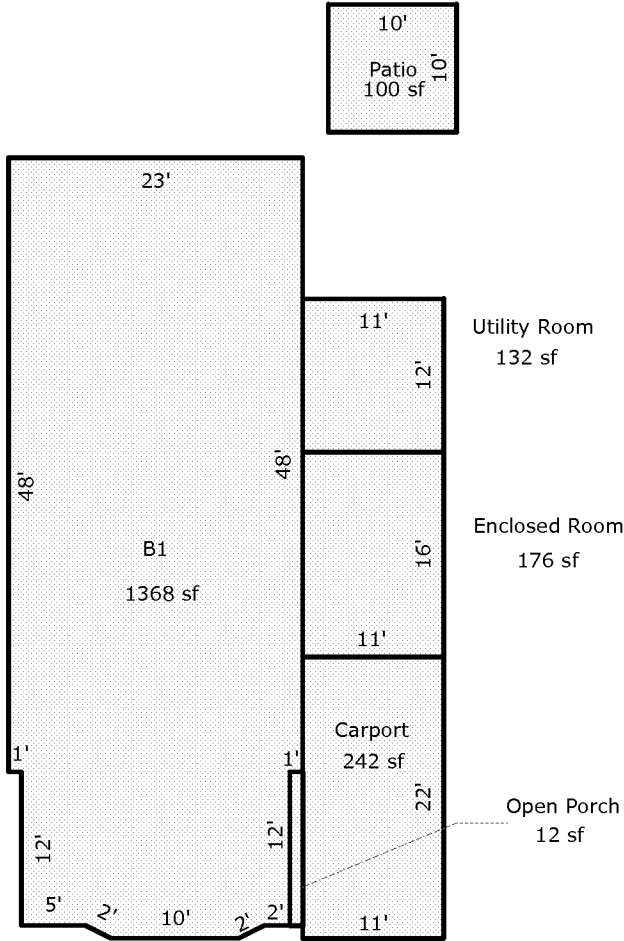 10'
10'
Patio
100 sf
23'
11'
12'
Utility Room
132 sf
48'
48'
B1
1368 sf
16'
Enclosed Room
176 sf
11'
Carport
242 sf
1'
1'
22'
12'
12'
Open Porch
12 sf
5'
2'
10'
2'
2'
11'